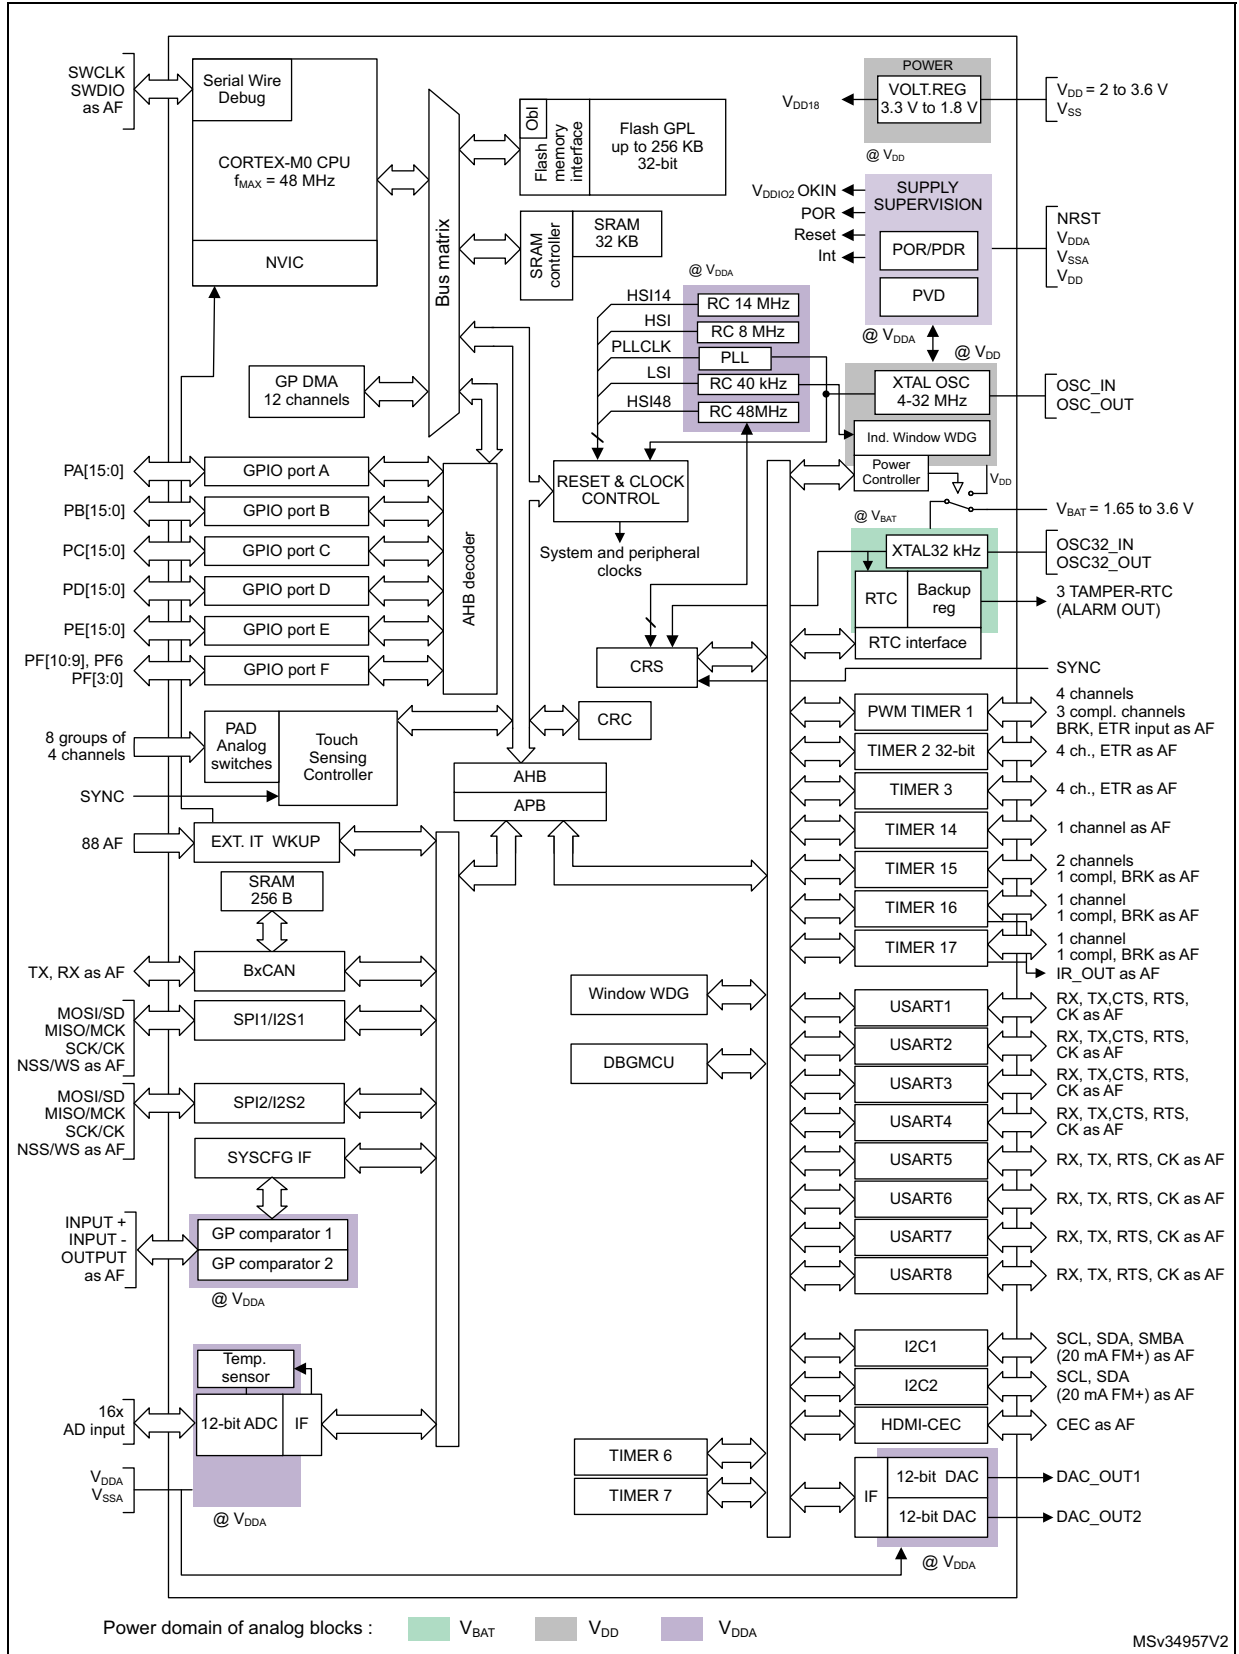 SWCLK
SWDIO
as AF
Serial Wire
Debug
CORTEX-M0 CPU
fMAX = 48 MHz
NVIC
Bus matrix
Obl
Flash
memory
interface
Flash GPL
up to 256 KB
32-bit
SRAM
controller
SRAM
32 KB
POWER
VOLT.REG
3.3 V to 1.8 V
VDD18
VDD = 2 to 3.6 V
VSS
@ VDD
VDDIO2 OKIN
POR
Reset
Int
SUPPLY
SUPERVISION
POR/PDR
PVD
NRST
VDDA
VSSA
VDD
@ VDDA
@ VDD
@ VDDA
HSI14
HSI
PLLCLK
LSI
HSI48
RC 14 MHz
RC 8 MHz
PLL
RC 40 kHz
RC 48MHz
XTAL OSC
4-32 MHz
OSC_IN
OSC_OUT
Ind. Window WDG
Power
Controller
VDD
VBAT = 1.65 to 3.6 V
@ VBAT
GP DMA
12 channels
PA[15:0]
GPIO port A
PB[15:0]
GPIO port B
PC[15:0]
GPIO port C
PD[15:0]
GPIO port D
PE[15:0]
GPIO port E
PF[10:9], PF6
PF[3:0]
GPIO port F
AHB decoder
RESET & CLOCK
CONTROL
System and peripheral
clocks
XTAL32 kHz
OSC32_IN
OSC32_OUT
RTC
Backup
reg
3 TAMPER-RTC
(ALARM OUT)
RTC interface
CRS
SYNC
8 groups of
4 channels
PAD
Analog
switches
Touch
Sensing
Controller
SYNC
CRC
AHB
APB
88 AF
EXT. IT WKUP
SRAM
256 B
TX, RX as AF
BxCAN
MOSI/SD
MISO/MCK
SCK/CK
NSS/WS as AF
SPI1/I2S1
MOSI/SD
MISO/MCK
SCK/CK
NSS/WS as AF
SPI2/I2S2
SYSCFG IF
INPUT +
INPUT -
OUTPUT
as AF
GP comparator 1
GP comparator 2
@ VDDA
Temp.
sensor
16x
AD input
12-bit ADC
IF
VDDA
VSSA
@ VDDA
Window WDG
DBGMCU
TIMER 6
TIMER 7
PWM TIMER 1
4 channels
3 compl. channels
BRK, ETR input as AF
TIMER 2 32-bit
4 ch., ETR as AF
TIMER 3
4 ch., ETR as AF
TIMER 14
1 channel as AF
TIMER 15
2 channels
1 compl, BRK as AF
TIMER 16
1 channel
1 compl, BRK as AF
TIMER 17
1 channel
1 compl, BRK as AF
IR_OUT as AF
USART1
RX, TX,CTS, RTS,
CK as AF
USART2
RX, TX,CTS, RTS,
CK as AF
USART3
RX, TX,CTS, RTS,
CK as AF
USART4
RX, TX,CTS, RTS,
CK as AF
USART5
RX, TX, RTS, CK as AF
USART6
RX, TX, RTS, CK as AF
USART7
RX, TX, RTS, CK as AF
USART8
RX, TX, RTS, CK as AF
I2C1
SCL, SDA, SMBA
(20 mA FM+) as AF
I2C2
SCL, SDA
(20 mA FM+) as AF
HDMI-CEC
CEC as AF
IF
12-bit DAC
DAC_OUT1
12-bit DAC
DAC_OUT2
@ VDDA
Power domain of analog blocks :
VBAT
VDD
VDDA
MSv34957V2